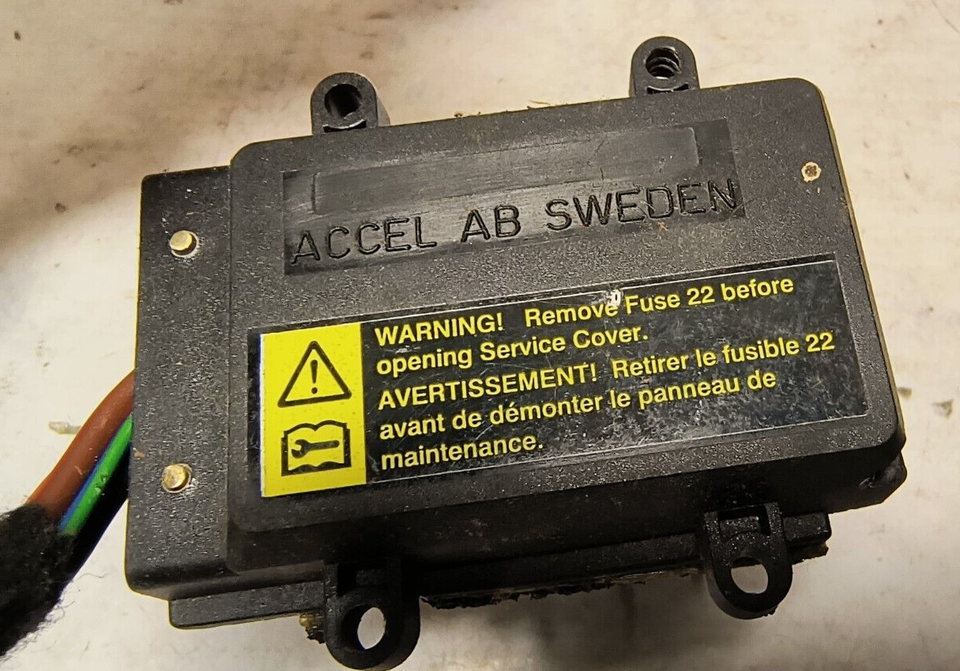 ACCEL AB SWEDEN
WARNING! Remove Fuse 22 before
opening Service Cover.
AVERTISSEMENT! Retirer le fusible 22
avant de démonter le panneau de
maintenance.